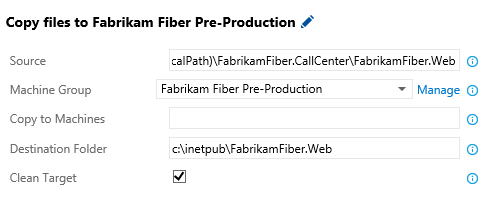 Copy files to Fabrikam Fiber Pre-Production
Source calPath)\FabrikamFiber.CallCenter\FabrikamFiber.Web
Machine Group Fabrikam Fiber Pre-Production Manage
Copy to Machines
Destination Folder c:\inetpub\FabrikamFiber.Web
Clean Target